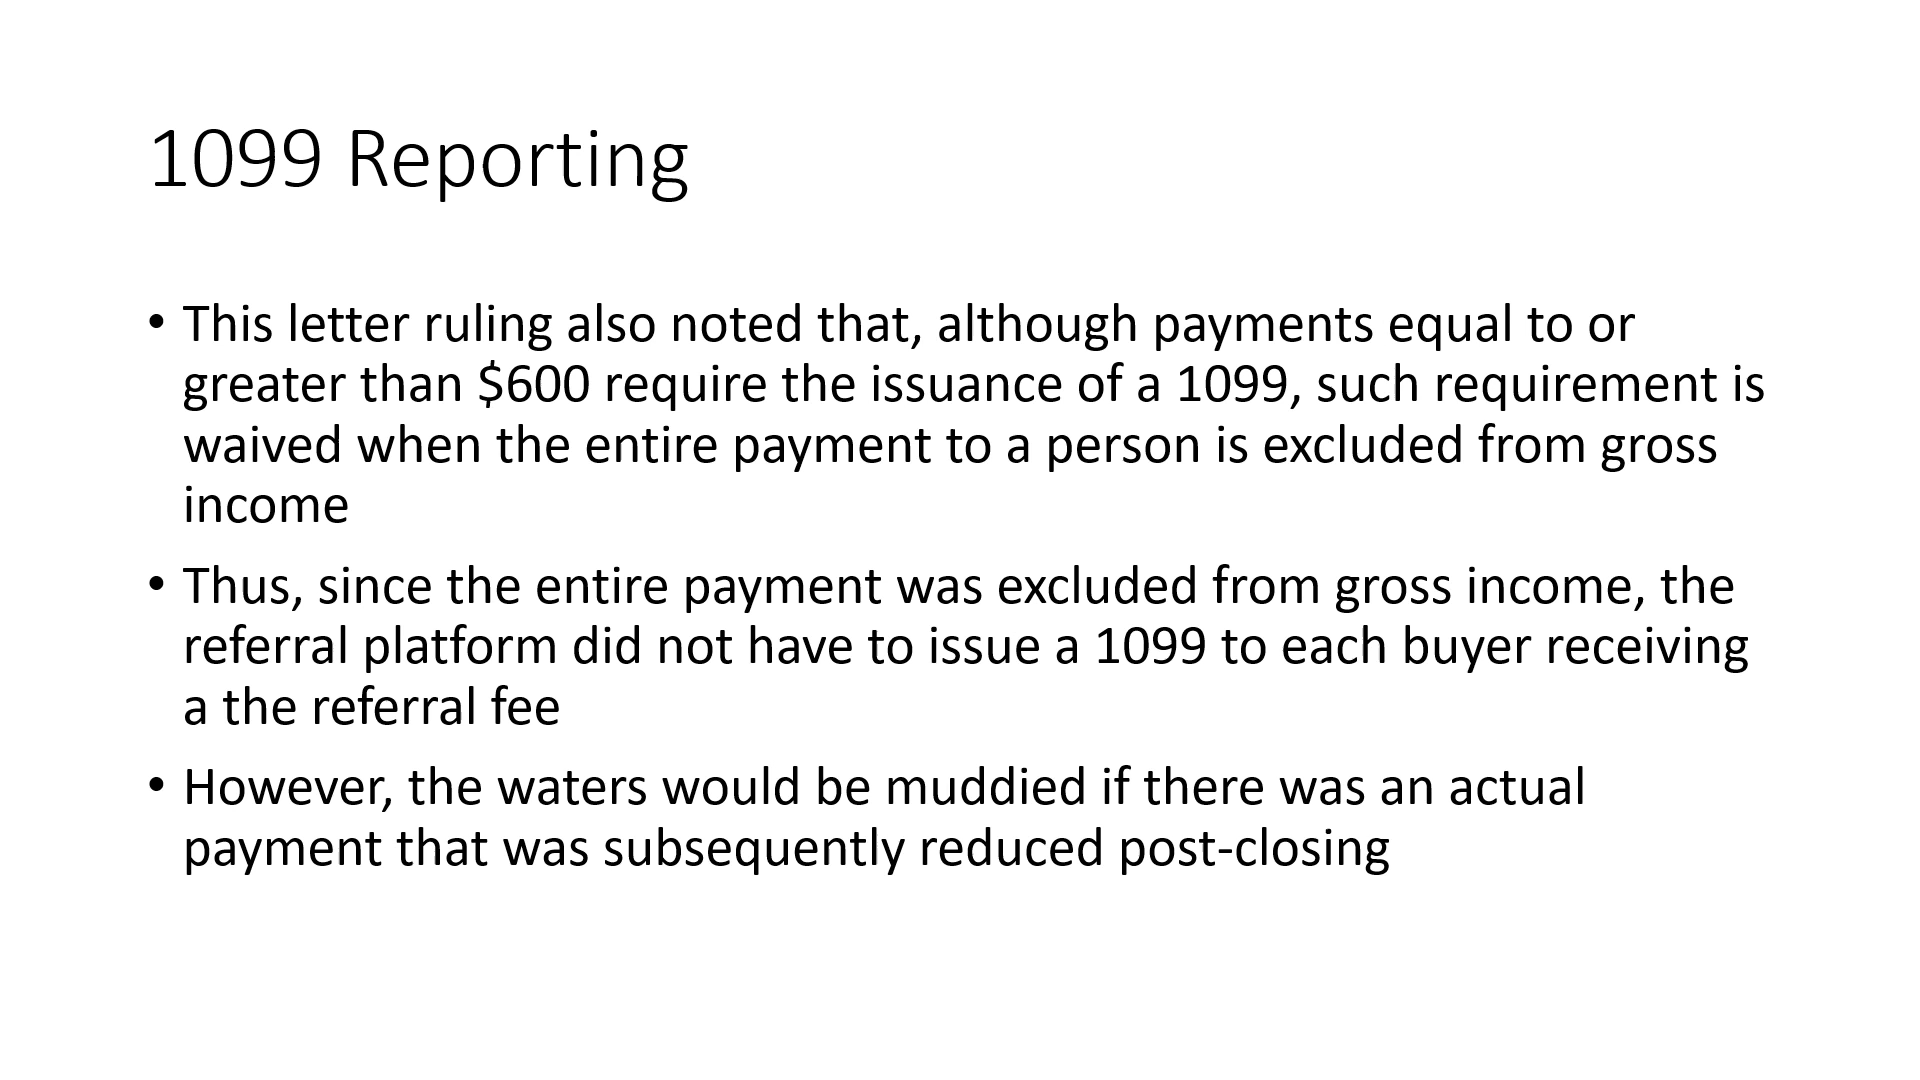 1099 Reporting
• This letter ruling also noted that, although payments equal to or
greater than $600 require the issuance of a 1099, such requirement is
waived when the entire payment to a person is excluded from gross
income
• Thus, since the entire payment was excluded from gross income, the
referral platform did not have to issue a 1099 to each buyer receiving
a the referral fee
• However, the waters would be muddied if there was an actual
payment that was subsequently reduced post-closing